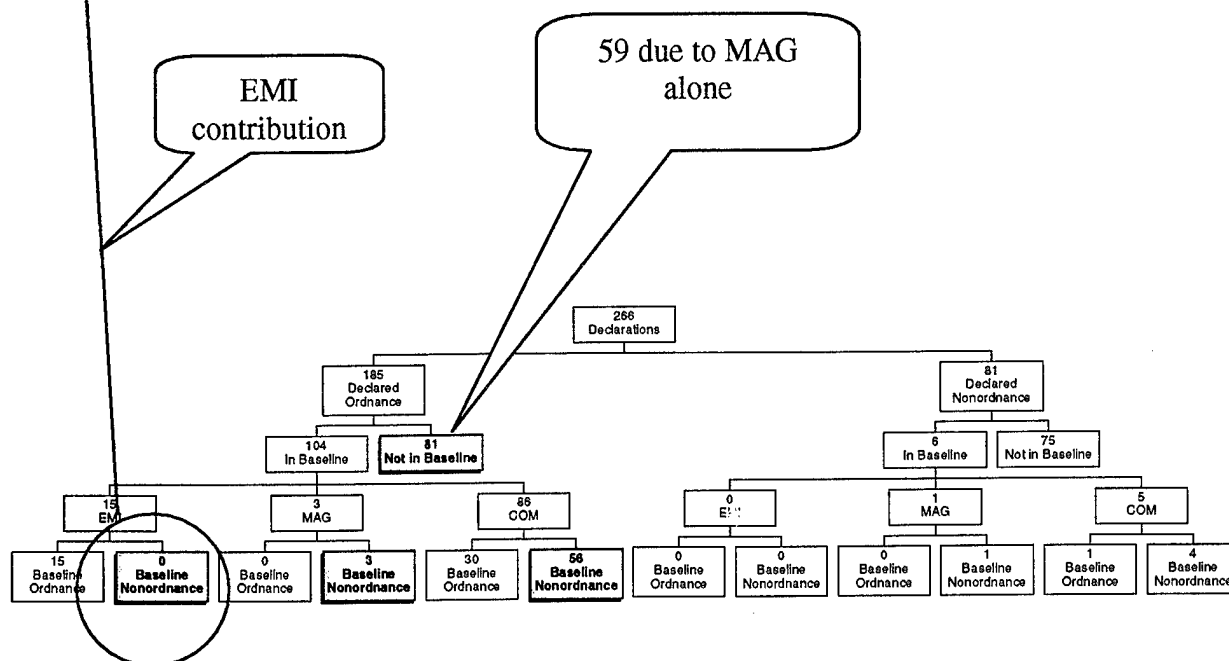 EMI
contribution
59 due to MAG
alone
266
Declarations
185
Declared
Ordnance
81
Declared
Nonordnance
104
In Baseline
81
Not in Baseline
6
In Baseline
75
Not in Baseline
15
EMI
3
MAG
86
COM
0
EMI
1
MAG
5
COM
15
Baseline
Ordnance
0
Baseline
Nonordnance
0
Baseline
Ordnance
3
Baseline
Nonordnance
30
Baseline
Ordnance
56
Baseline
Nonordnance
0
Baseline
Ordnance
0
Baseline
Nonordnance
0
Baseline
Ordnance
1
Baseline
Nonordnance
1
Baseline
Ordnance
4
Baseline
Nonordnance